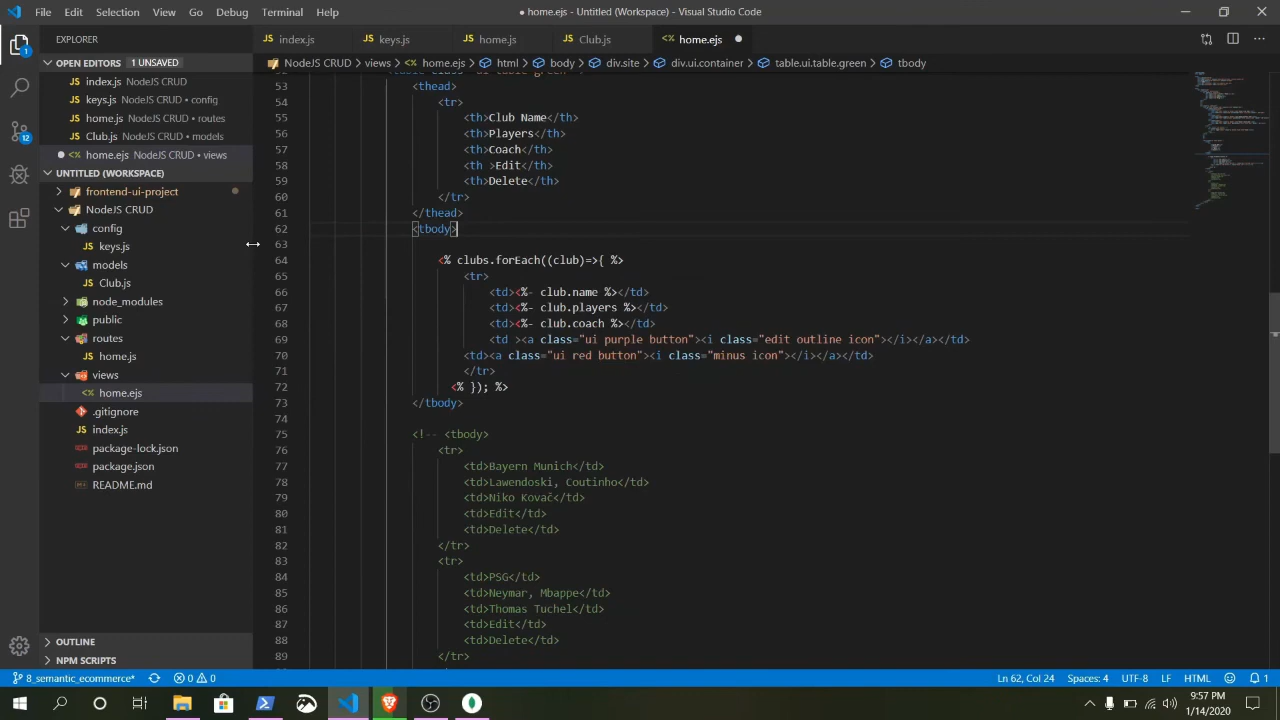 File Edit Selection View Go Debug Terminal Help
● home.ejs - Untitled (Workspace) - Visual Studio Code
EXPLORER
index.js
keys.js
home.js
Club.js
home.ejs
NodeJS CRUD > views > home.ejs > html > body > div.site > div.ui.container > table.ui.table.green > tbody
OPEN EDITORS 1 UNSAVED
index.js NodeJS CRUD
keys.js NodeJS CRUD • config
home.js NodeJS CRUD • routes
Club.js NodeJS CRUD • models
home.ejs NodeJS CRUD • views
UNTITLED (WORKSPACE)
frontend-ui-project
NodeJS CRUD
config
keys.js
models
Club.js
node_modules
public
routes
home.js
views
home.ejs
.gitignore
index.js
package-lock.json
package.json
README.md
OUTLINE
NPM SCRIPTS
1
12
53 <thead>
54 <tr>
55 <th>Club Name</th>
56 <th>Players</th>
57 <th>Coach</th>
58 <th >Edit</th>
59 <th>Delete</th>
60 </tr>
61 </thead>
62 <tbody>
63
64 <% clubs.forEach((club)=>{ %>
65 <tr>
66 <td><%- club.name %></td>
67 <td><%- club.players %></td>
68 <td><%- club.coach %></td>
69 <td ><a class="ui purple button"><i class="edit outline icon"></i></a></td>
70 <td><a class="ui red button"><i class="minus icon"></i></a></td>
71 </tr>
72 <% }); %>
73 </tbody>
74
75 <!-- <tbody>
76 <tr>
77 <td>Bayern Munich</td>
78 <td>Lawendoski, Coutinho</td>
79 <td>Niko Kovač</td>
80 <td>Edit</td>
81 <td>Delete</td>
82 </tr>
83 <tr>
84 <td>PSG</td>
85 <td>Neymar, Mbappe</td>
86 <td>Thomas Tuchel</td>
87 <td>Edit</td>
88 <td>Delete</td>
89 </tr>
8_semantic_ecommerce* 0 0 Ln 62, Col 24 Spaces: 4 UTF-8 LF HTML 1
9:57 PM
1/14/2020